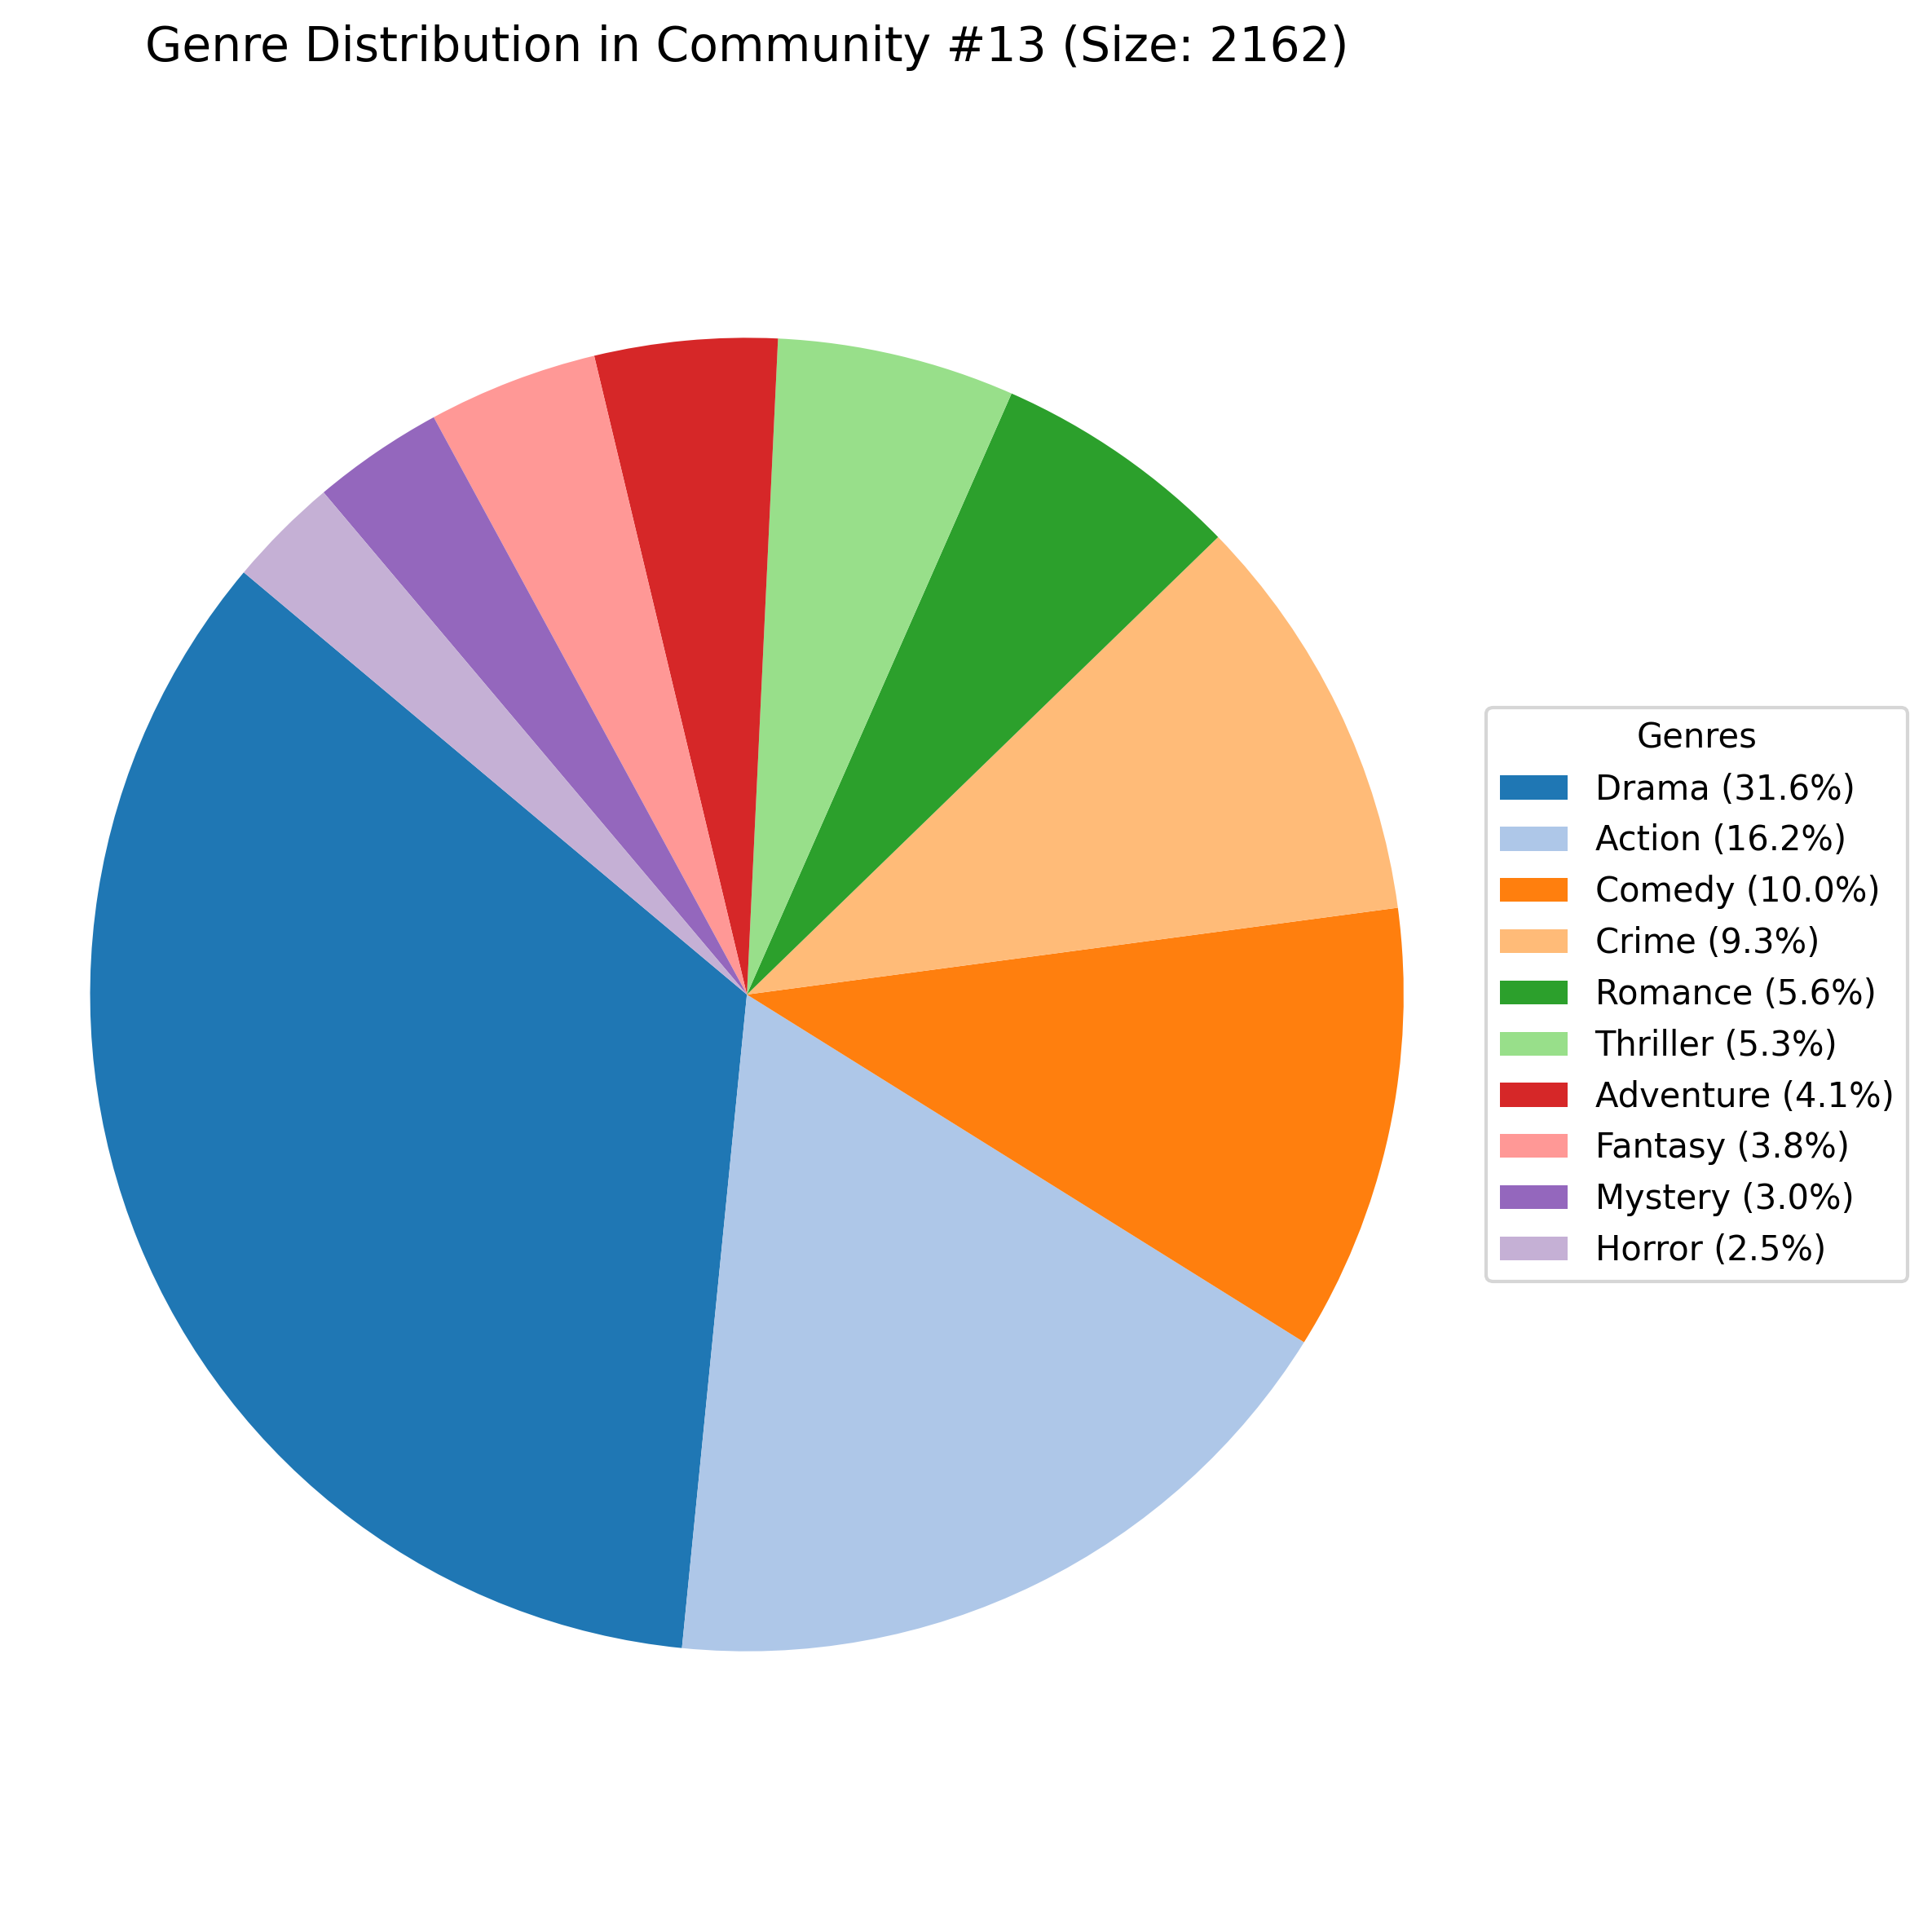 Genre Distribution in Community #13 (Size: 2162)
Genres
Drama (31.6%)
Action (16.2%)
Comedy (10.0%)
Crime (9.3%)
Romance (5.6%)
Thriller (5.3%)
Adventure (4.1%)
Fantasy (3.8%)
Mystery (3.0%)
Horror (2.5%)